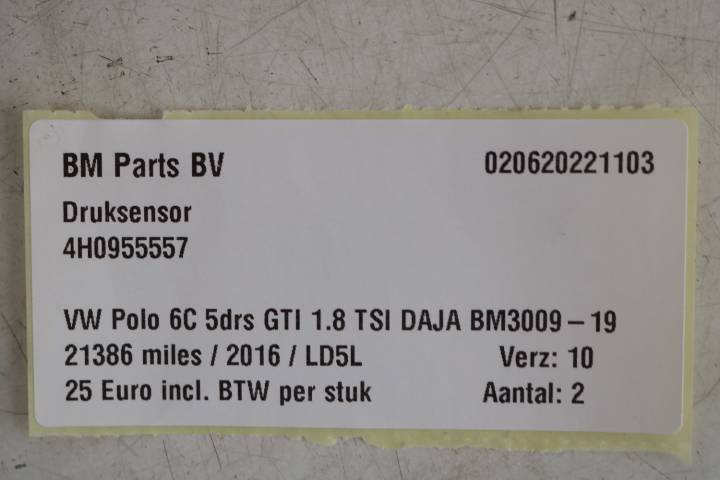 BM Parts BV 020620221103
Druksensor
4H0955557
VW Polo 6C 5drs GTI 1.8 TSI DAJA BM3009 – 19
21386 miles / 2016 / LD5L Verz: 10
25 Euro incl. BTW per stuk Aantal: 2